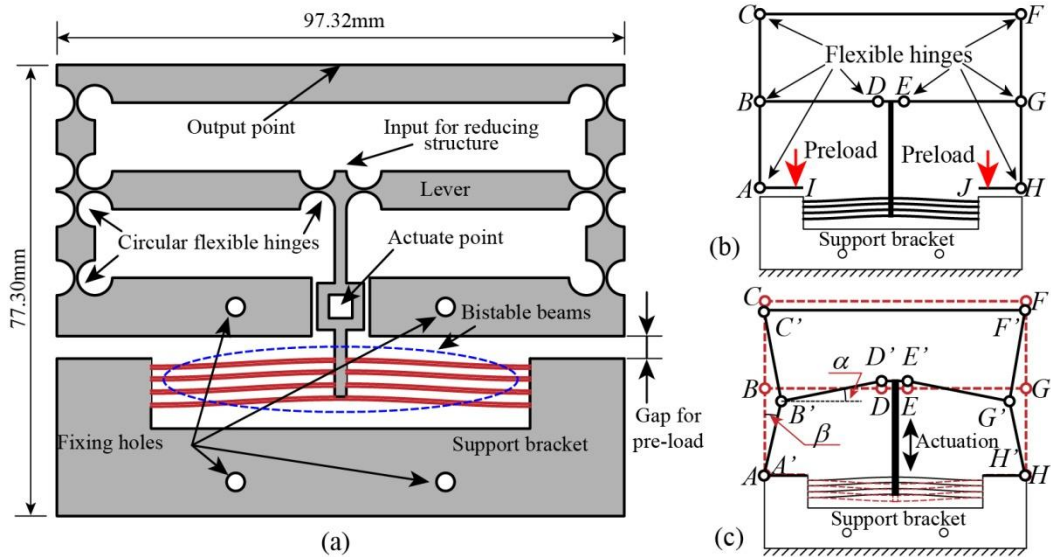 97.32mm
77.30mm
Output point
Input for reducing
structure
Lever
Circular flexible hinges
Actuate point
Bistable beams
Fixing holes
Support bracket
Gap for
pre-load
(a)
C
F
Flexible hinges
D
E
B
G
Preload
Preload
A
I
J
H
Support bracket
(b)
C
F
C'
F'
D'
E'
α
B
G
B'
D
E
G'
β
Actuation
A
A'
H'
H
Support bracket
(c)